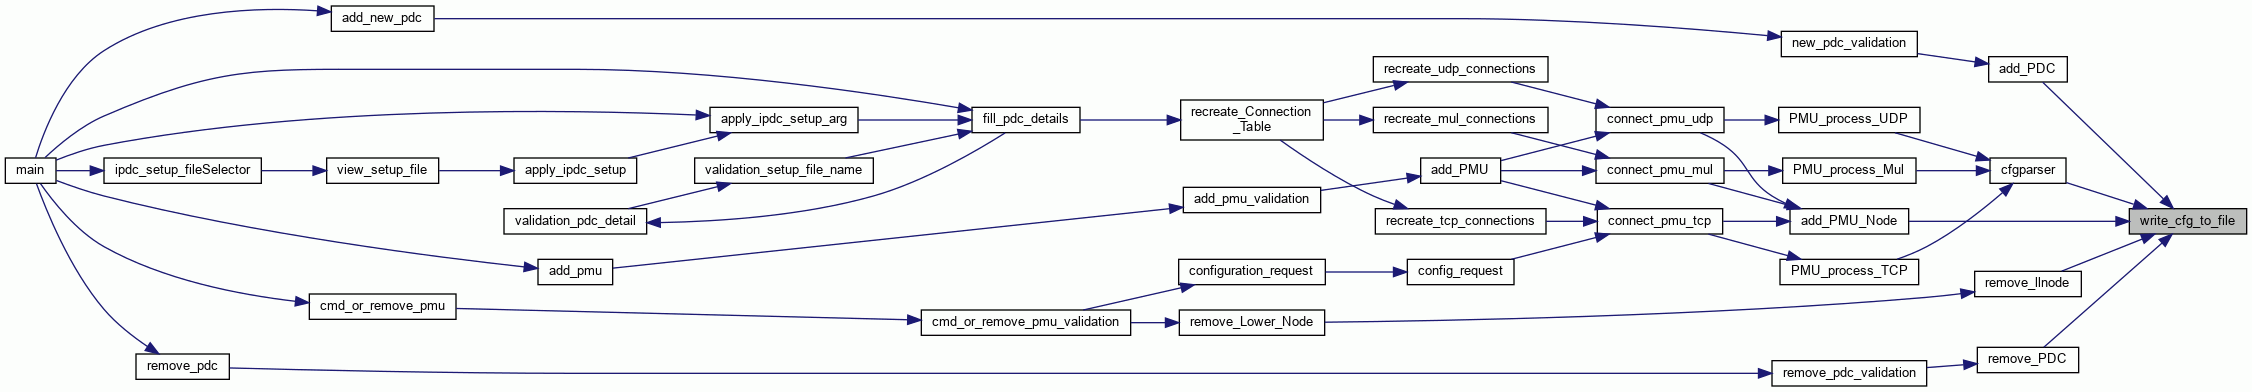 add_new_pdc
new_pdc_validation
add_PDC
recreate_udp_connections
apply_ipdc_setup_arg
fill_pdc_details
recreate_Connection
_Table
recreate_mul_connections
connect_pmu_udp
PMU_process_UDP
main
ipdc_setup_fileSelector
view_setup_file
apply_ipdc_setup
validation_setup_file_name
add_PMU
connect_pmu_mul
PMU_process_Mul
cfgparser
validation_pdc_detail
add_pmu_validation
recreate_tcp_connections
connect_pmu_tcp
add_PMU_Node
write_cfg_to_file
add_pmu
configuration_request
config_request
PMU_process_TCP
remove_llnode
cmd_or_remove_pmu
cmd_or_remove_pmu_validation
remove_Lower_Node
remove_pdc
remove_pdc_validation
remove_PDC